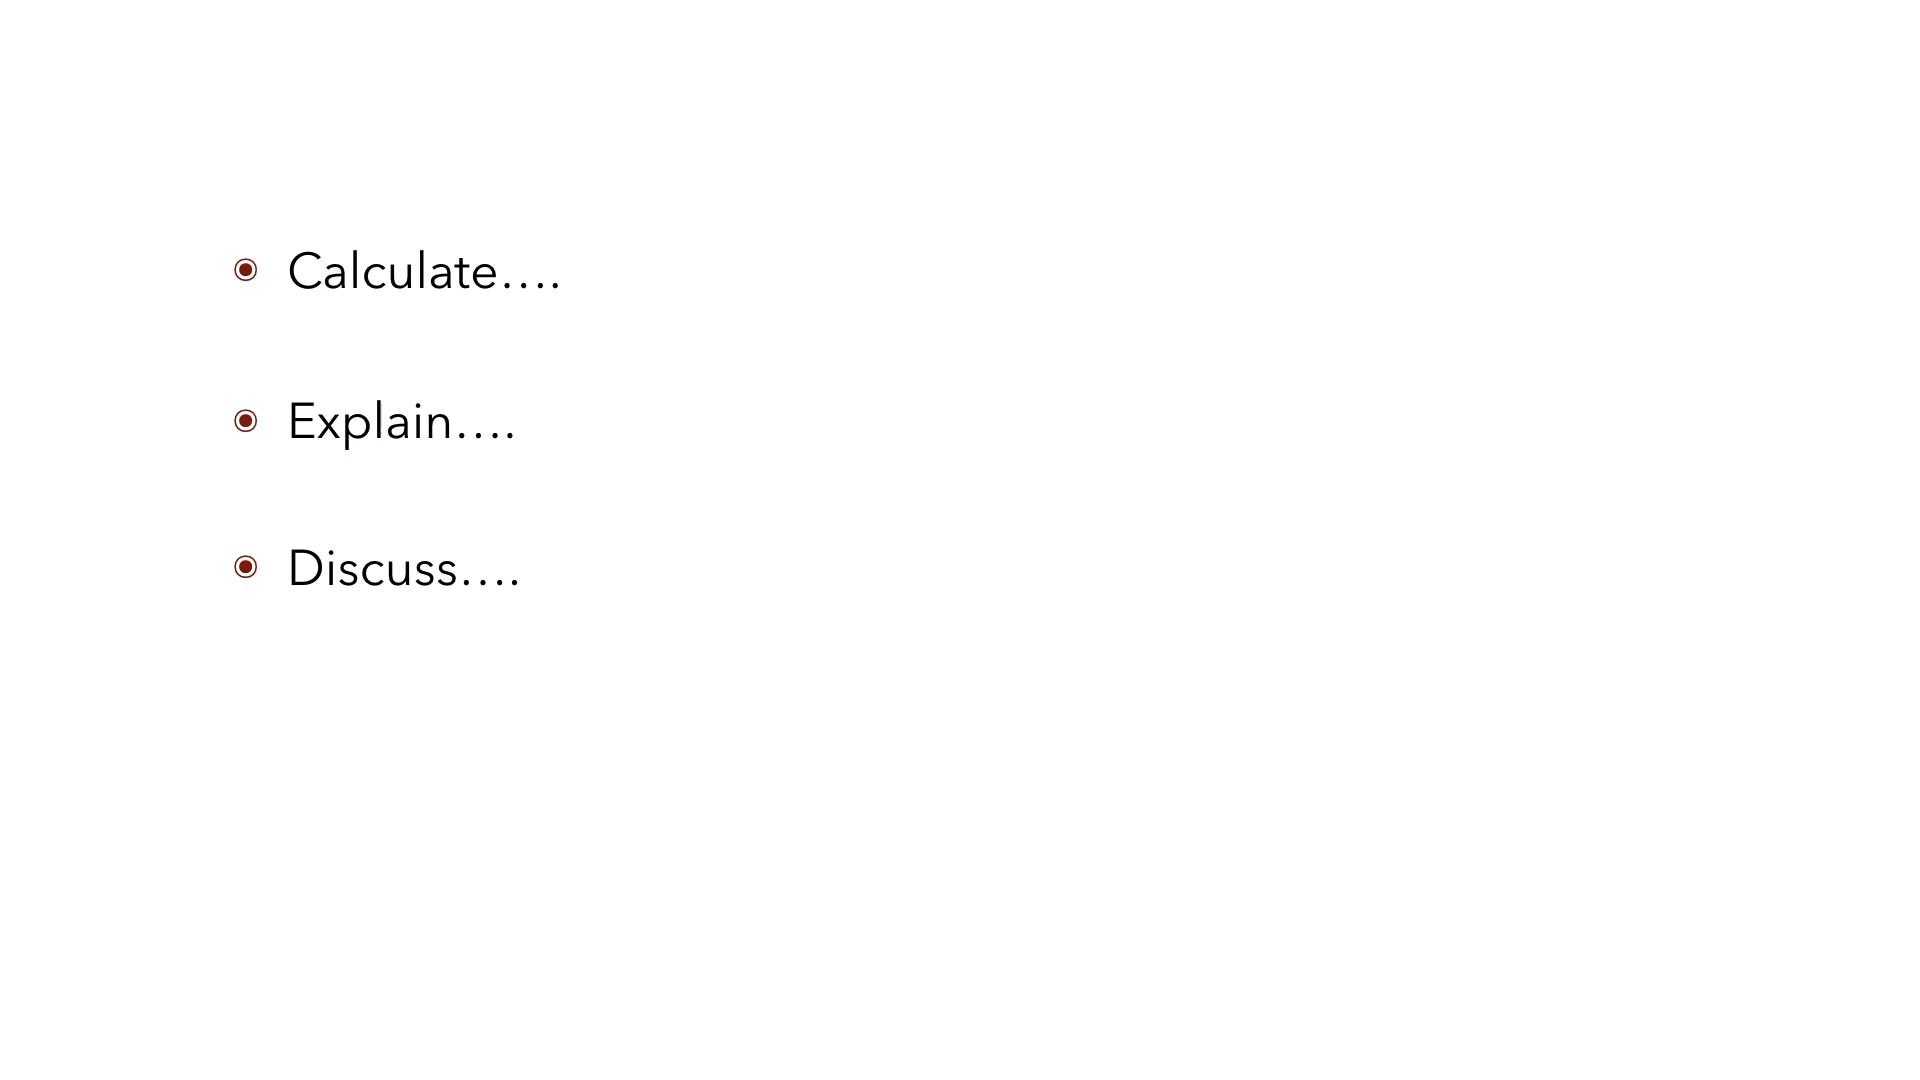 ◉ Calculate….
◉ Explain….
◉ Discuss….